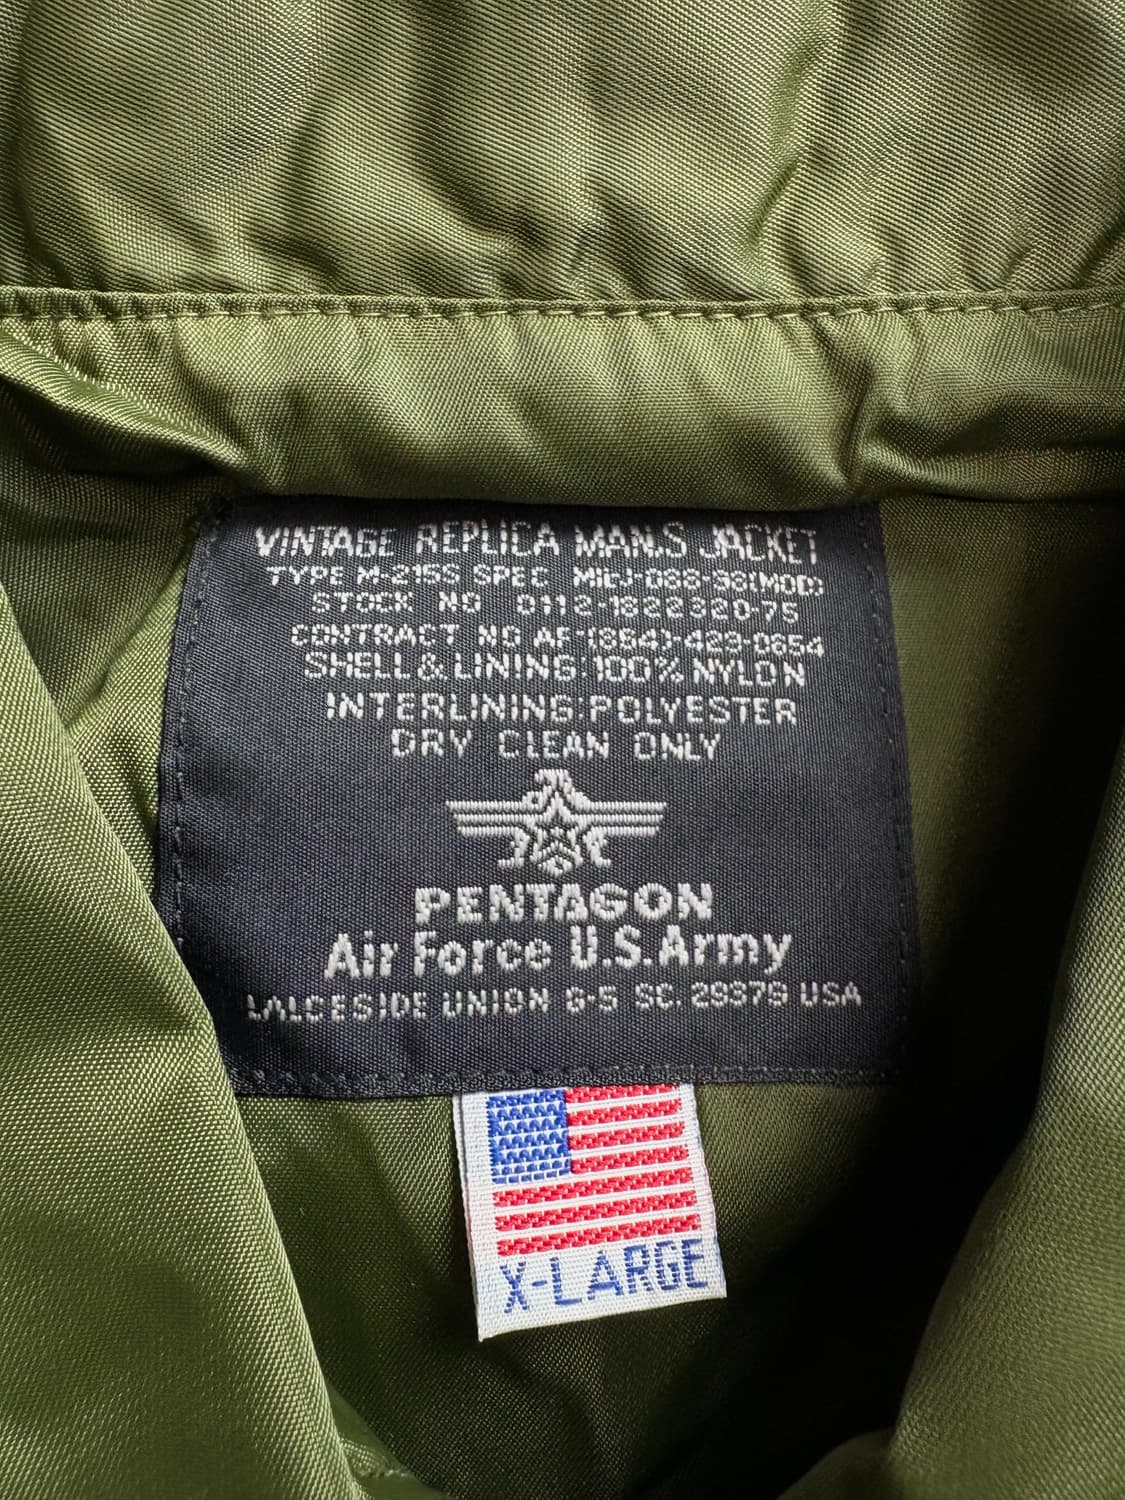 VINTAGE REPLICA MAN.S JACKET
TYPE M-215S SPEC MIL-J-088-98(MOD)
STOCK NO 0112-1822320-75
CONTRACT NO.AF-(864)-429-0654
SHELL&LINING:100% NYLON
INTERLINING:POLYESTER
DRY CLEAN ONLY
PENTAGON
Air Force U.S.Army
LALCESIDE UNION G-5 SC. 29379 USA
X-LARGE